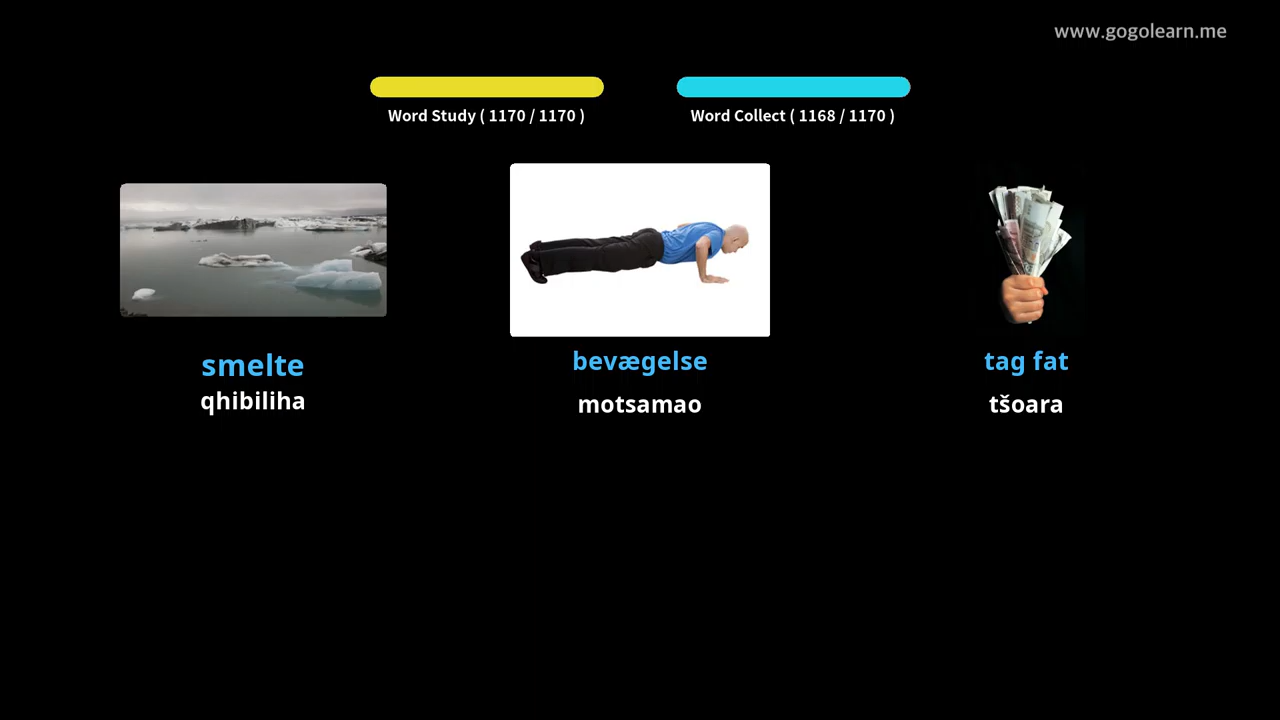 www.gogolearn.me
Word Study ( 1170 / 1170 )
Word Collect ( 1168 / 1170 )
smelte
qhibiliha
bevægelse
motsamao
tag fat
tšoara